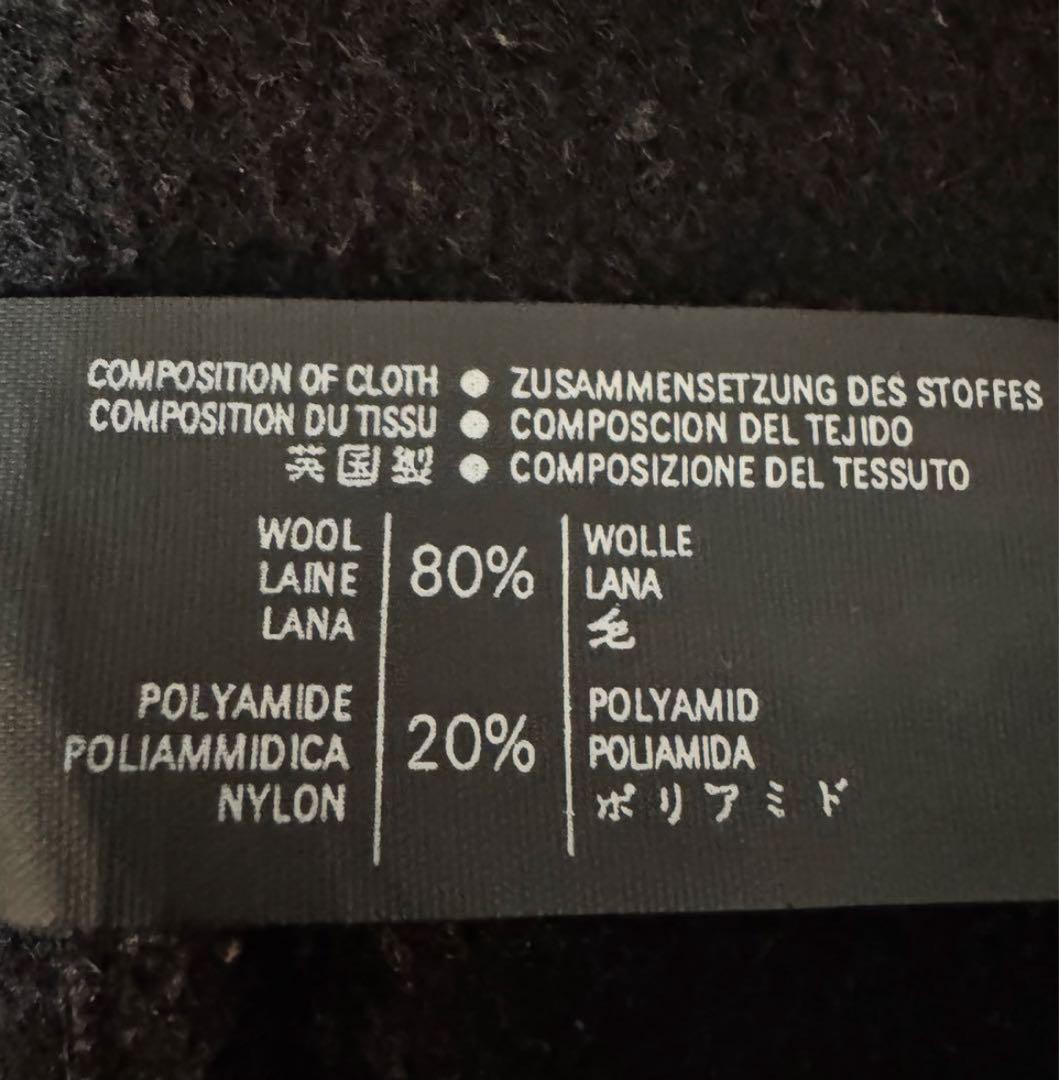 COMPOSITION OF CLOTH ● ZUSAMMENSETZUNG DES STOFFES
COMPOSITION DU TISSU ● COMPOSCION DEL TEJIDO
英国製 ● COMPOSIZIONE DEL TESSUTO
WOOL
LAINE
LANA
80%
WOLLE
LANA
毛
POLYAMIDE
POLIAMMIDICA
NYLON
20%
POLYAMID
POLIAMIDA
ポリアミド